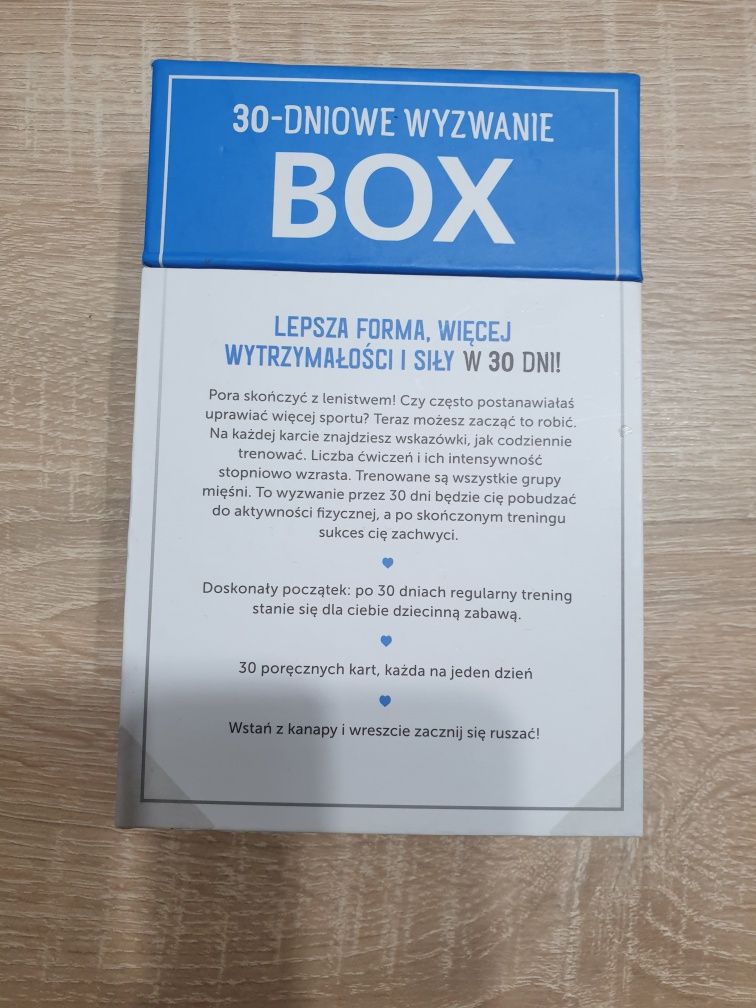 30-DNIOWE WYZWANIE
BOX
LEPSZA FORMA, WIĘCEJ
WYTRZYMAŁOŚCI I SIŁY W 30 DNI!
Pora skończyć z lenistwem! Czy często postanawiałaś
uprawiać więcej sportu? Teraz możesz zacząć to robić.
Na każdej karcie znajdziesz wskazówki, jak codziennie
trenować. Liczba ćwiczeń i ich intensywność
stopniowo wzrasta. Trenowane są wszystkie grupy
mięśni. To wyzwanie przez 30 dni będzie cię pobudzać
do aktywności fizycznej, a po skończonym treningu
sukces cię zachwyci.
Doskonały początek: po 30 dniach regularny trening
stanie się dla ciebie dziecinną zabawą.
30 poręcznych kart, każda na jeden dzień
Wstań z kanapy i wreszcie zacznij się ruszać!